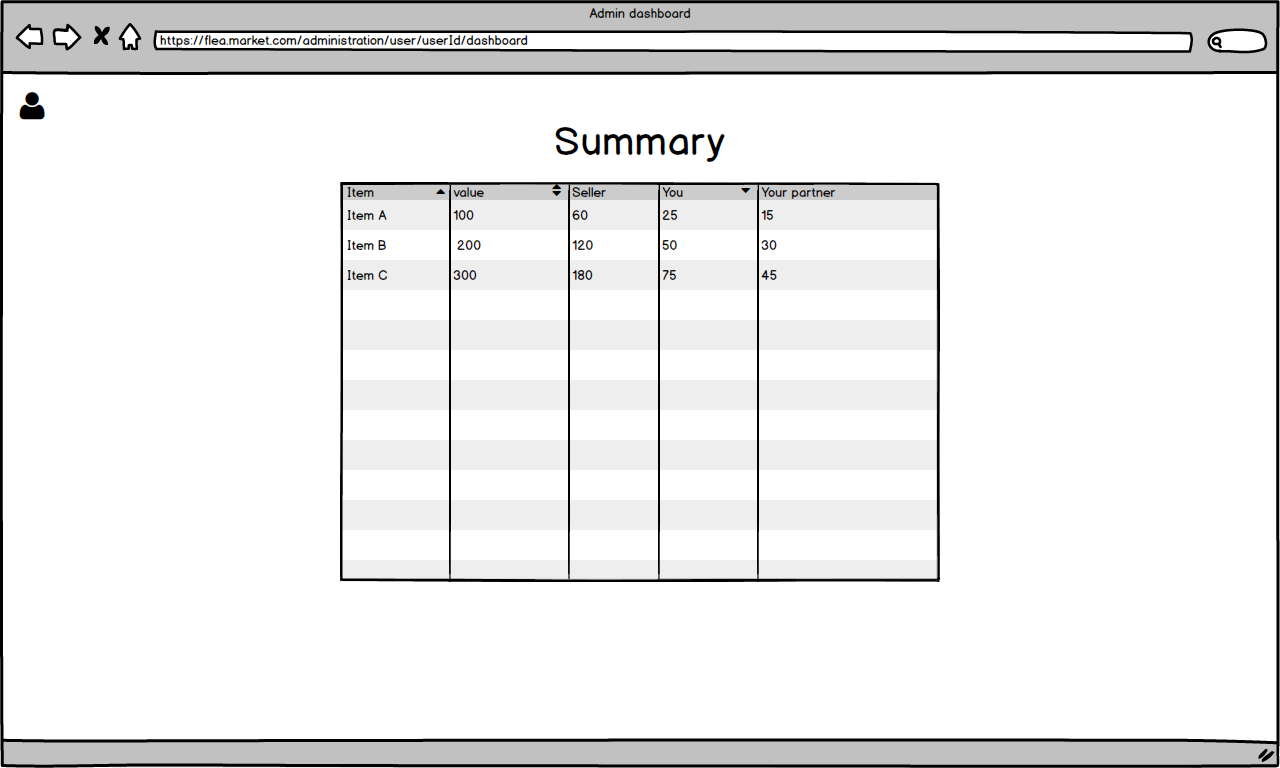 Admin dashboard
https://flea.market.com/administration/user/userId/dashboard
Summary
Item value Seller You Your partner
Item A 100 60 25 15
Item B 200 120 50 30
Item C 300 180 75 45